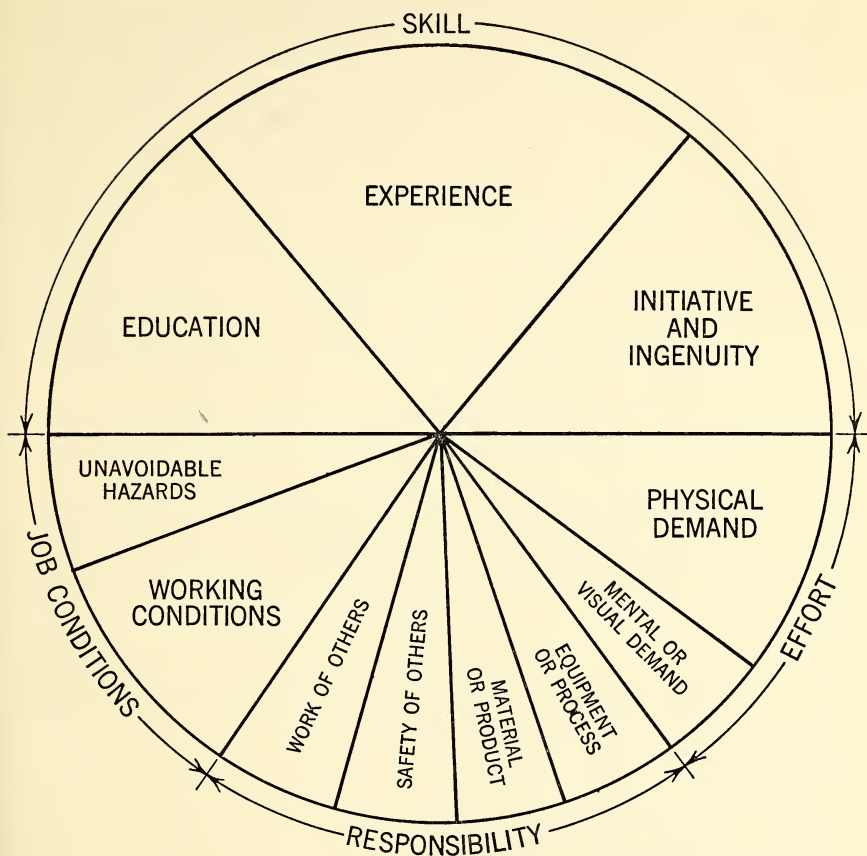 SKILL
EXPERIENCE
EDUCATION
INITIATIVE
AND
INGENUITY
UNAVOIDABLE
HAZARDS
PHYSICAL
DEMAND
WORKING
CONDITIONS
WORK OF OTHERS
SAFETY OF OTHERS
MATERIAL
OR PRODUCT
EQUIPMENT
OR PROCESS
MENTAL OR
VISUAL DEMAND
JOB CONDITIONS
RESPONSIBILITY
EFFORT